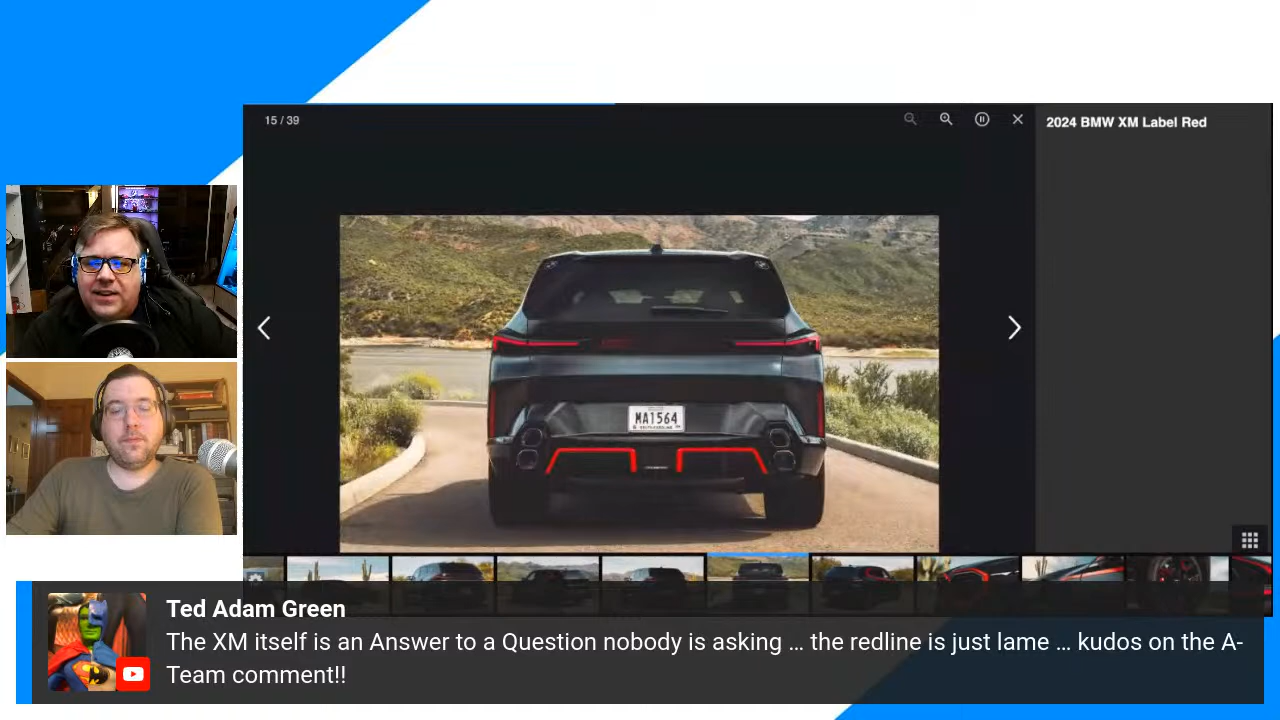 15 / 39
2024 BMW XM Label Red
MA1564
Ted Adam Green
The XM itself is an Answer to a Question nobody is asking … the redline is just lame … kudos on the A-
Team comment!!